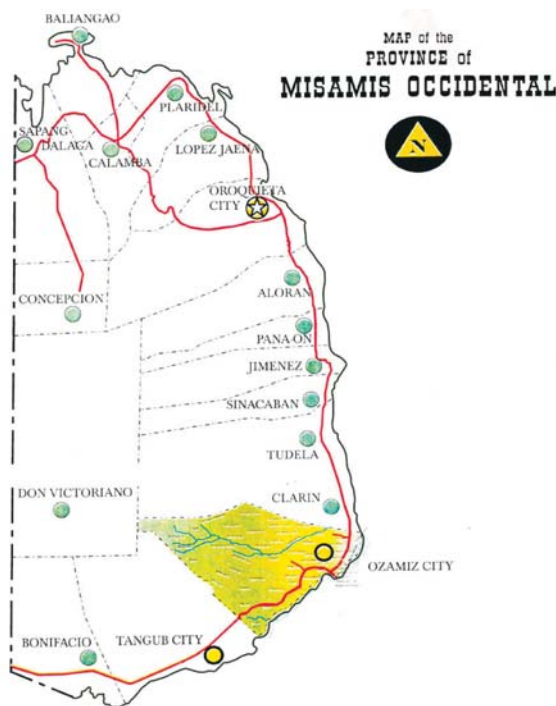 BALIANGAO
MAP of the
PROVINCE of
MISAMIS OCCIDENTAL
N
PLARIDEL
SAPANG
DALAGA
CALAMBA
LOPEZ JAENA
OROQUIETA
CITY
ALORAN
CONCEPCION
PANA-ON
JIMENEZ
SINACABAN
TUDELA
DON VICTORIANO
CLARIN
OZAMIZ CITY
TANGUB CITY
BONIFACIO